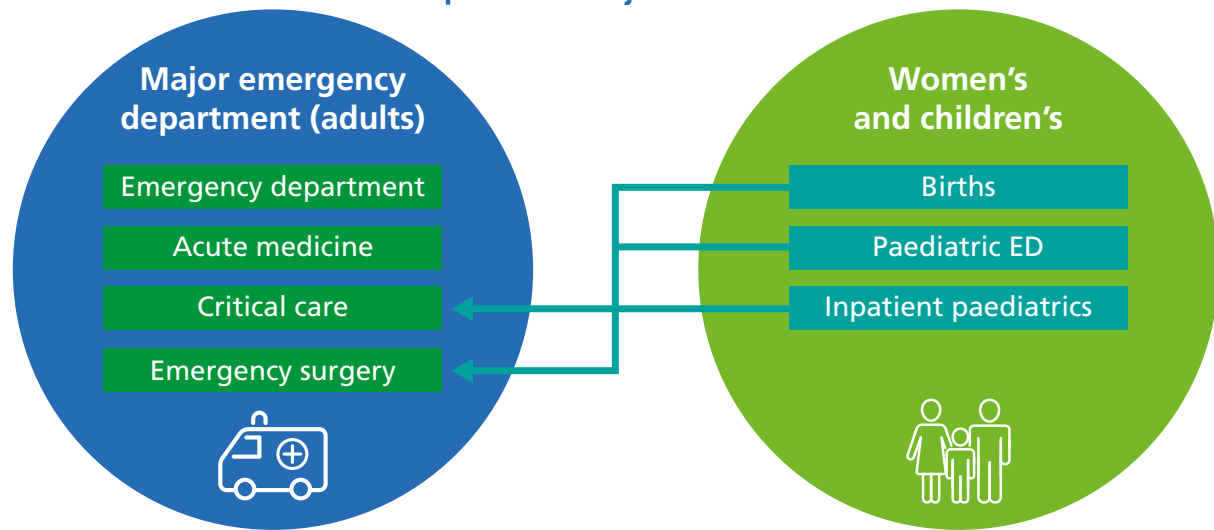 Major emergency
department (adults)
Emergency department
Acute medicine
Critical care
Emergency surgery
Women’s
and children’s
Births
Paediatric ED
Inpatient paediatrics